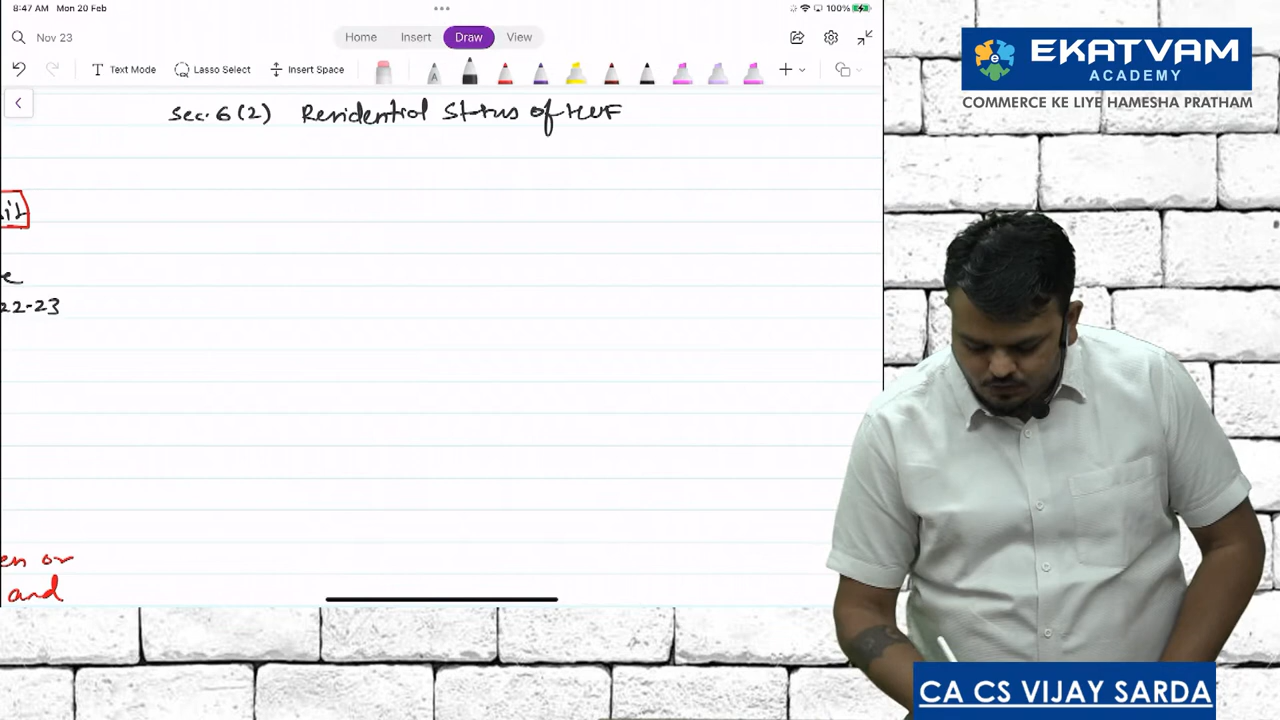 8:47 AM Mon 20 Feb
100%
Nov 23
Home Insert Draw View
Text Mode
Lasso Select
Insert Space
Sec. 6(2) Residential Status of HUF
22-23
en or
and
EKATVAM
ACADEMY
COMMERCE KE LIYE HAMESHA PRATHAM
CA CS VIJAY SARDA